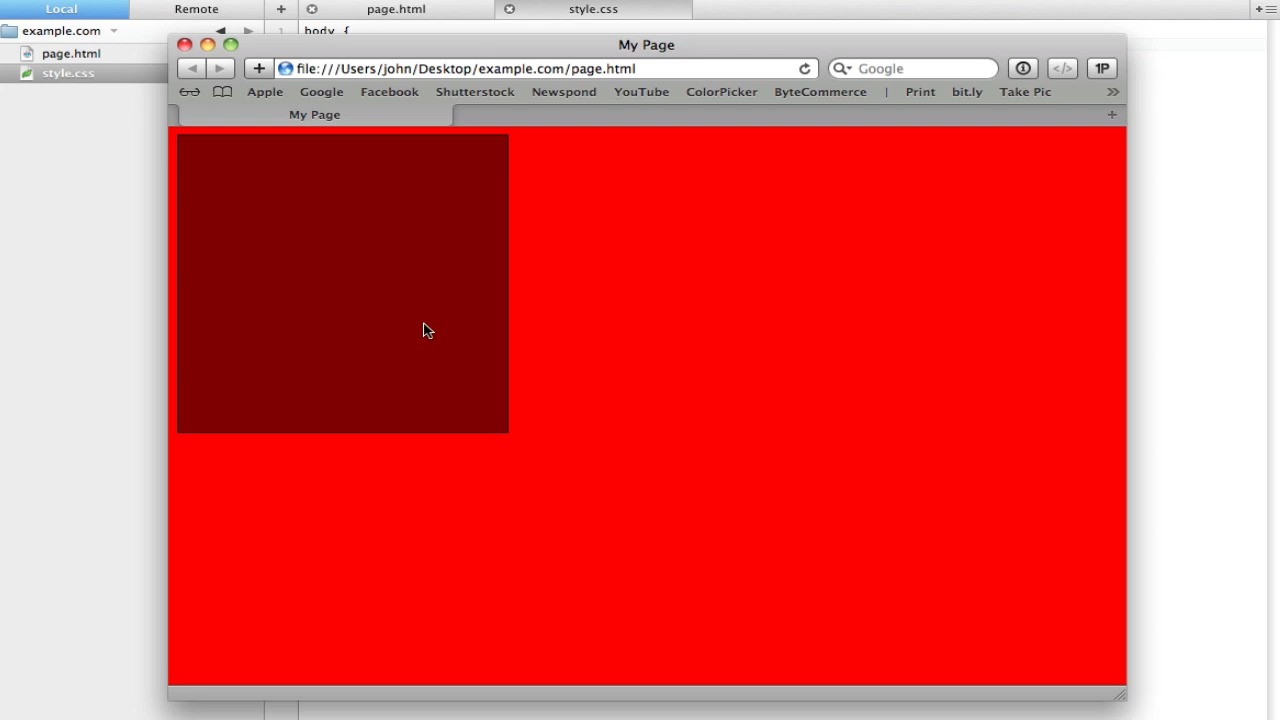 Local Remote + page.html style.css +
example.com 1 body {
page.html
style.css
My Page
+ file:///Users/john/Desktop/example.com/page.html Google </> 1P
Apple Google Facebook Shutterstock Newspond YouTube ColorPicker ByteCommerce | Print bit.ly Take Pic »
My Page +